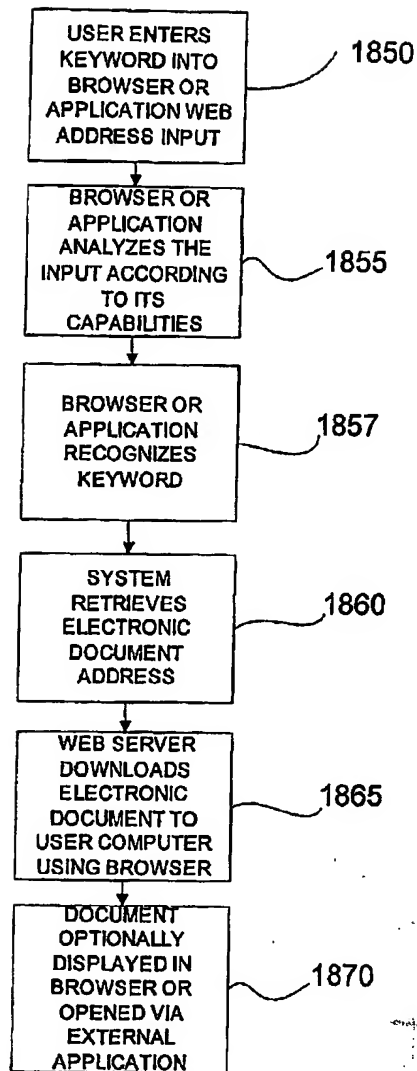 USER ENTERS
KEYWORD INTO
BROWSER OR
APPLICATION WEB
ADDRESS INPUT
1850
BROWSER OR
APPLICATION
ANALYZES THE
INPUT ACCORDING
TO ITS
CAPABILITIES
1855
BROWSER OR
APPLICATION
RECOGNIZES
KEYWORD
1857
SYSTEM
RETRIEVES
ELECTRONIC
DOCUMENT
ADDRESS
1860
WEB SERVER
DOWNLOADS
ELECTRONIC
DOCUMENT TO
USER COMPUTER
USING BROWSER
1865
DOCUMENT
OPTIONALLY
DISPLAYED IN
BROWSER OR
OPENED VIA
EXTERNAL
APPLICATION
1870